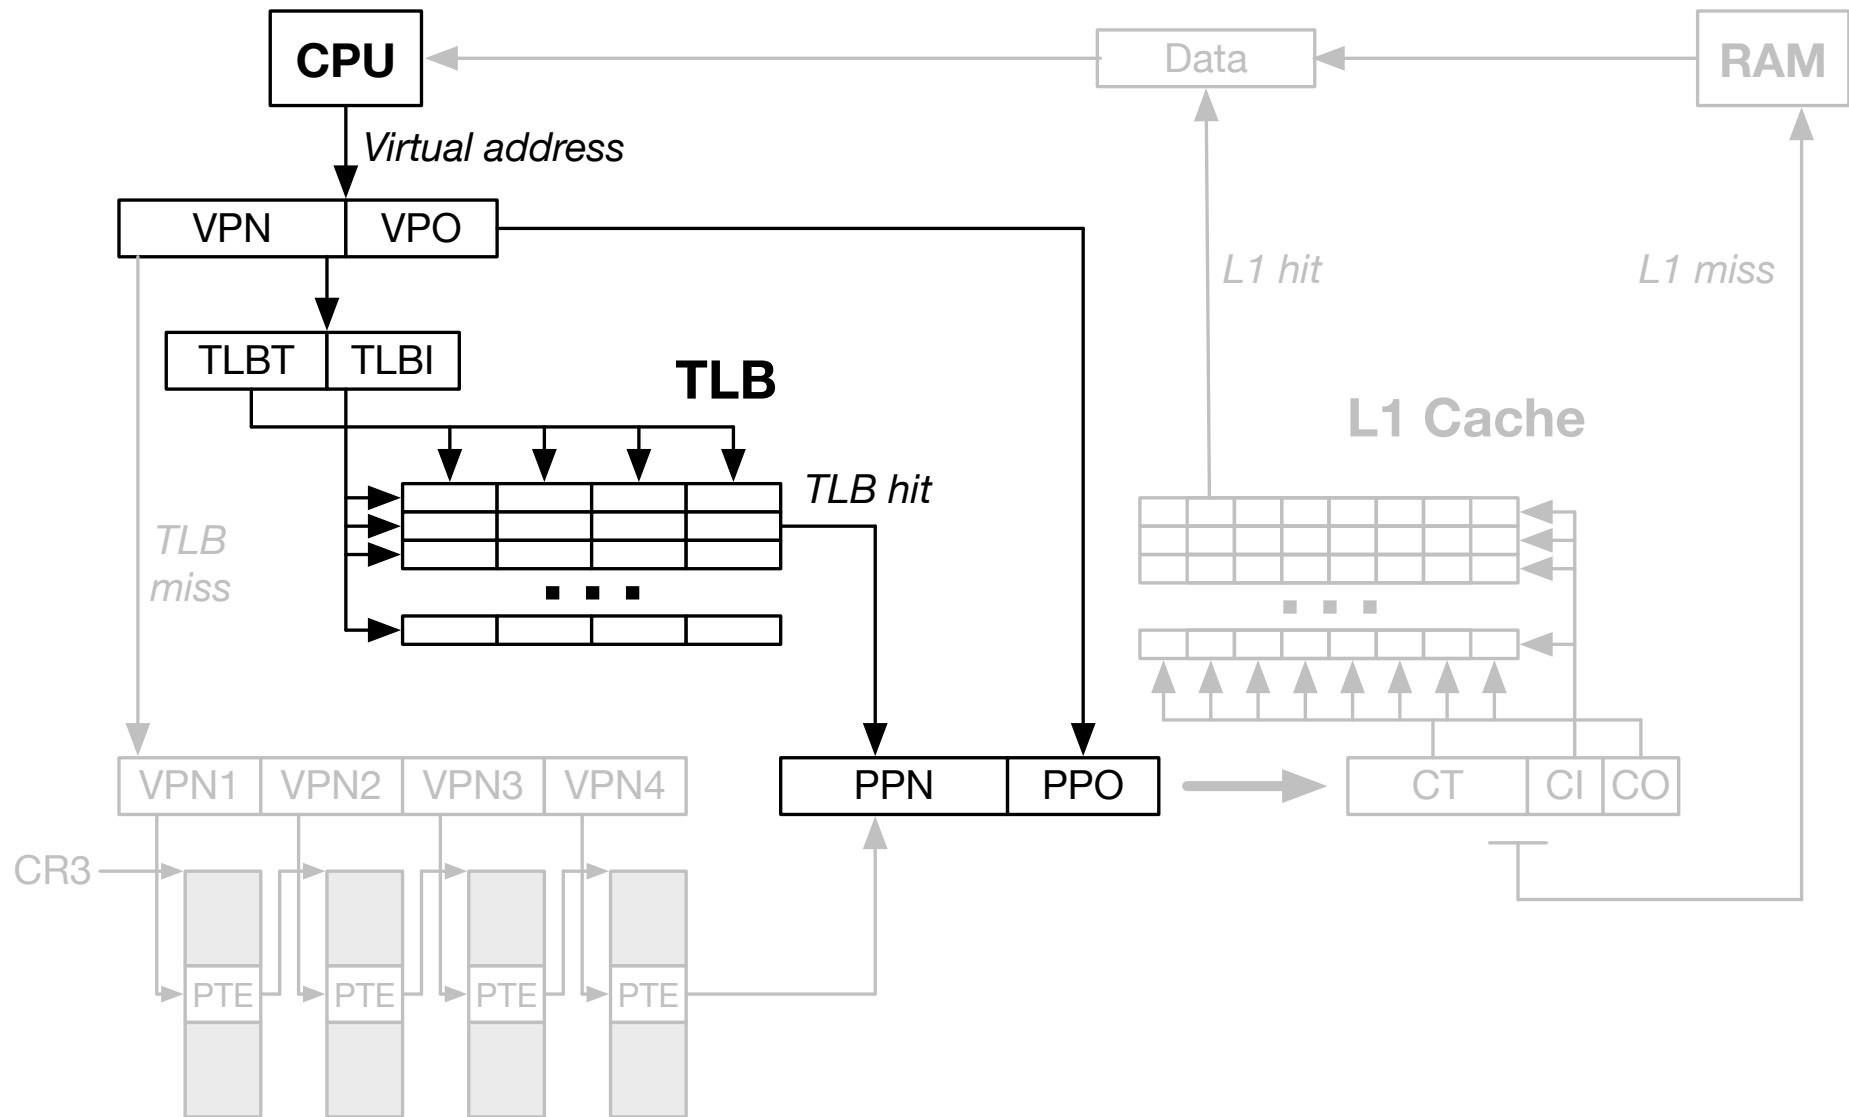 CPU
Data
RAM
Virtual address
VPN VPO
L1 hit
L1 miss
TLBT TLBI
TLB
L1 Cache
TLB hit
TLB
miss
. . .
. . .
VPN1 VPN2 VPN3 VPN4
PPN PPO
CT CI CO
CR3
PTE PTE PTE PTE